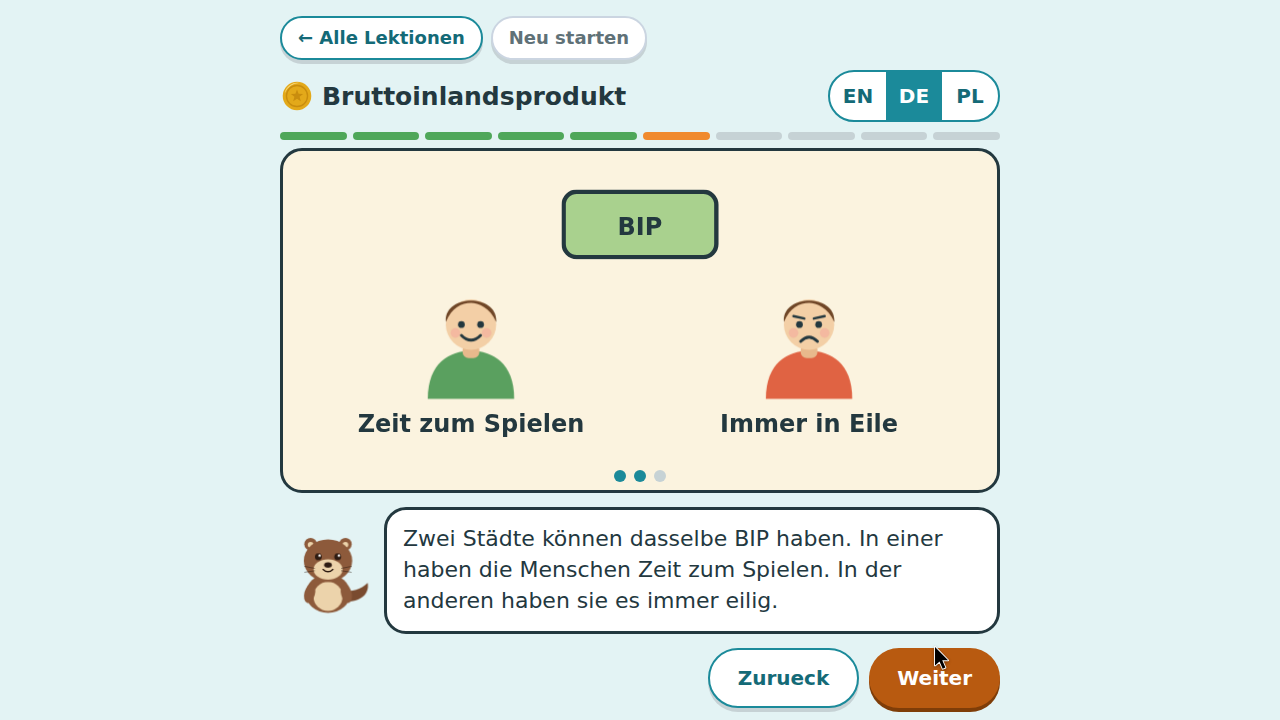 ← Alle Lektionen
Neu starten
Bruttoinlandsprodukt
EN DE PL
BIP
Zeit zum Spielen
Immer in Eile
Zwei Städte können dasselbe BIP haben. In einer
haben die Menschen Zeit zum Spielen. In der
anderen haben sie es immer eilig.
Zurueck
Weiter